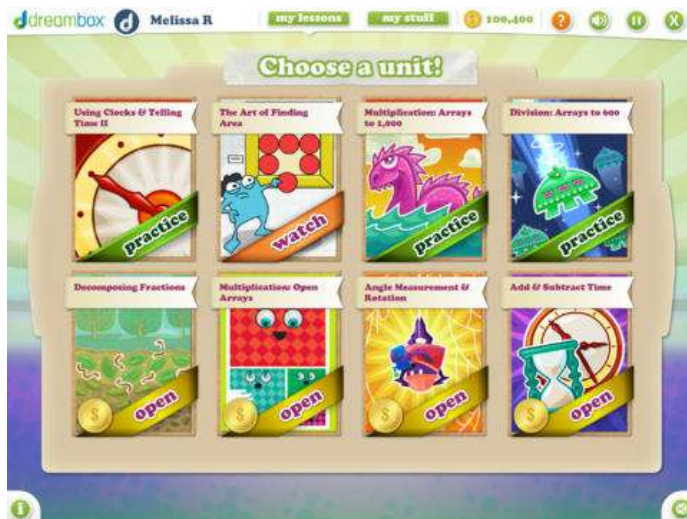 dreambox d Melissa R my lessons my stuff 100,400 ?
Choose a unit!
Using Clocks & Telling
Time II
The Art of Finding
Area
Multiplication: Arrays
to 1,000
Division: Arrays to 600
practice
watch
practice
practice
Decomposing Fractions
Multiplication: Open
Arrays
Angle Measurement &
Rotation
Add & Subtract Time
$ open
$ open
$ open
$ open